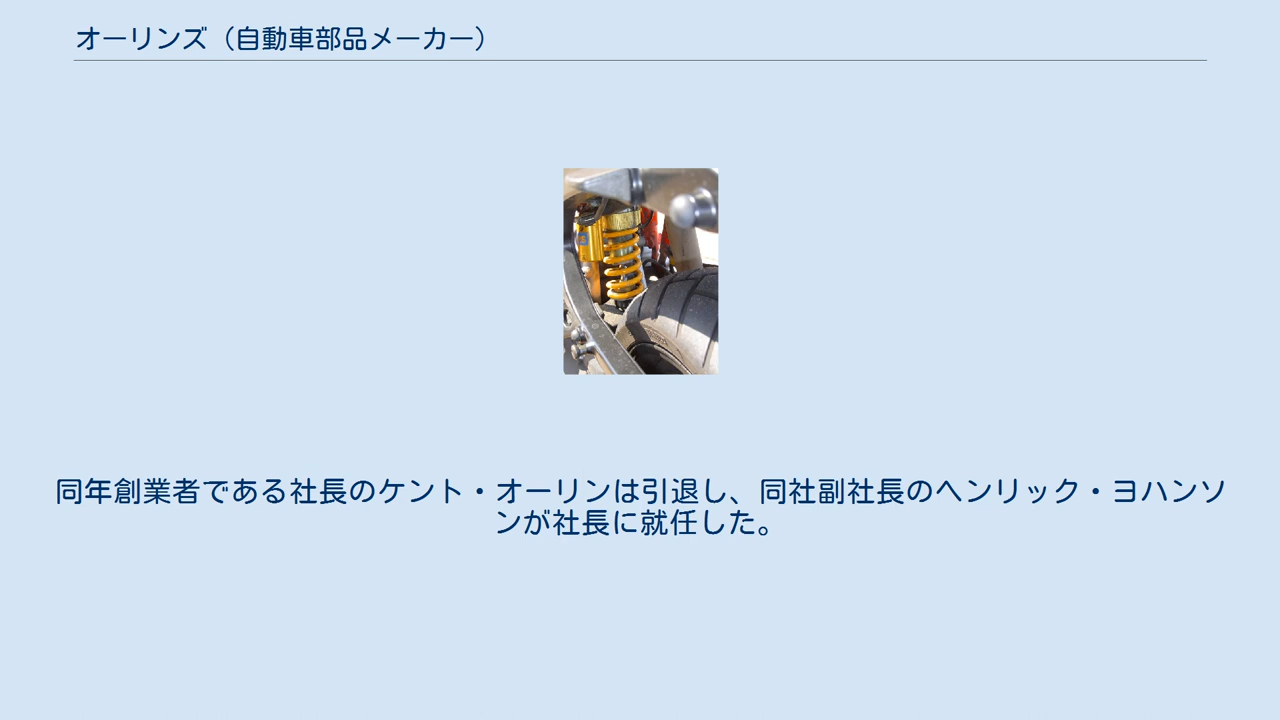 オーリンズ（自動車部品メーカー）
同年創業者である社長のケント・オーリンは引退し、同社副社長のヘンリック・ヨハンソ
ンが社長に就任した。